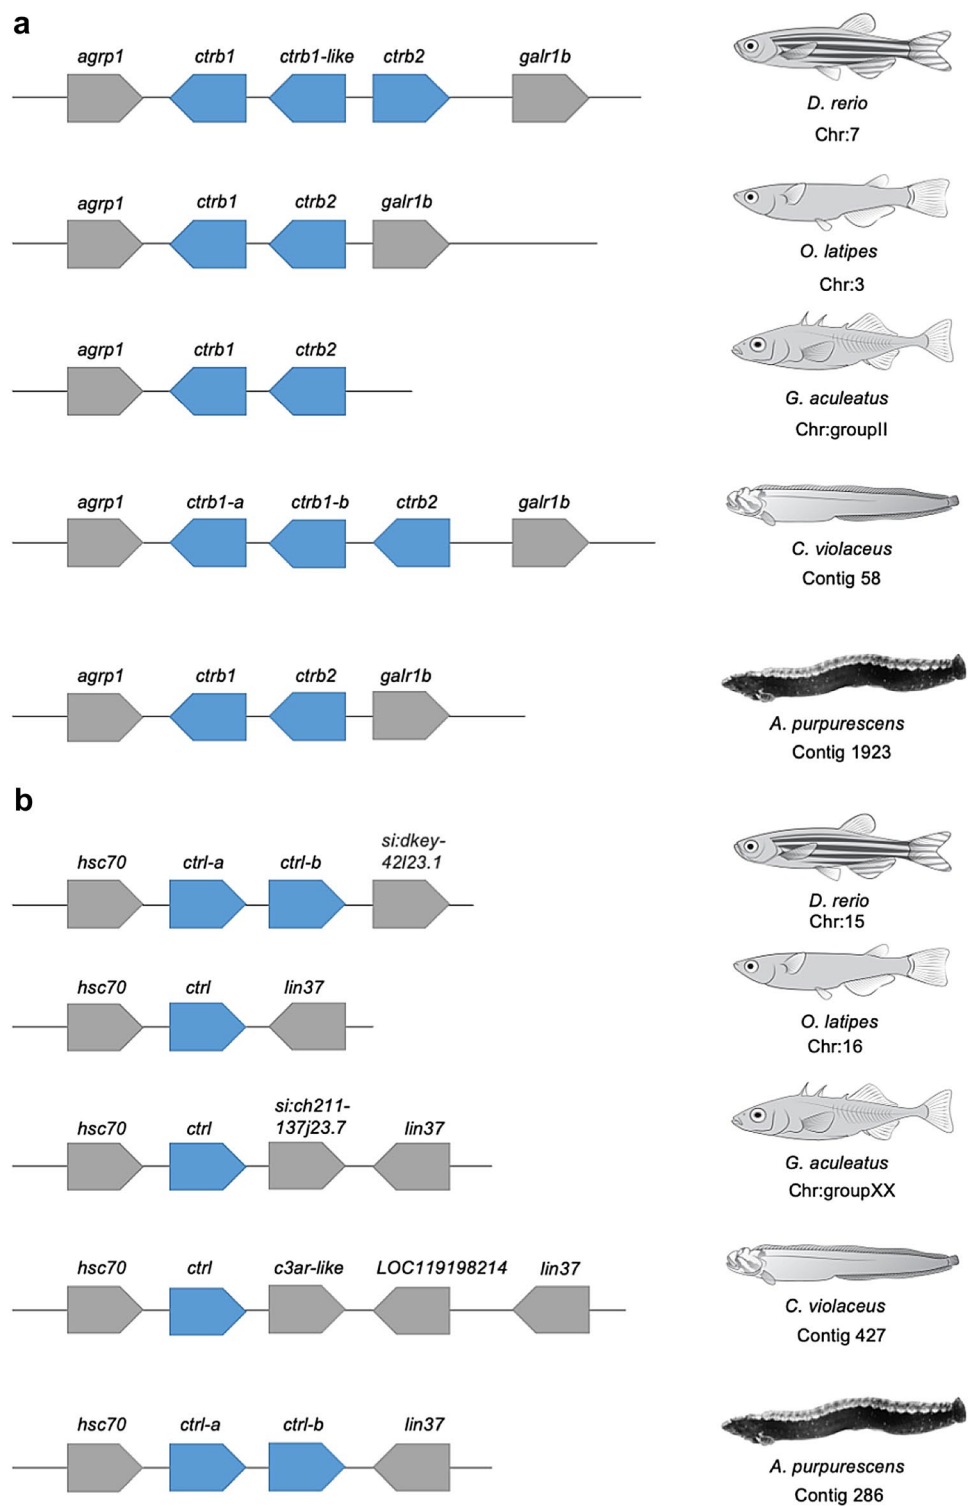 a
agrp1 ctrb1 ctrb1-like ctrb2 galr1b
D. rerio
Chr:7
agrp1 ctrb1 ctrb2 galr1b
O. latipes
Chr:3
agrp1 ctrb1 ctrb2
G. aculeatus
Chr:groupII
agrp1 ctrb1-a ctrb1-b ctrb2 galr1b
C. violaceus
Contig 58
agrp1 ctrb1 ctrb2 galr1b
A. purpurescens
Contig 1923
b
si:dkey-
hsc70 ctrl-a ctrl-b 42l23.1
D. rerio
Chr:15
hsc70 ctrl lin37
O. latipes
Chr:16
si:ch211-
hsc70 ctrl 137j23.7 lin37
G. aculeatus
Chr:groupXX
hsc70 ctrl c3ar-like LOC119198214 lin37
C. violaceus
Contig 427
hsc70 ctrl-a ctrl-b lin37
A. purpurescens
Contig 286